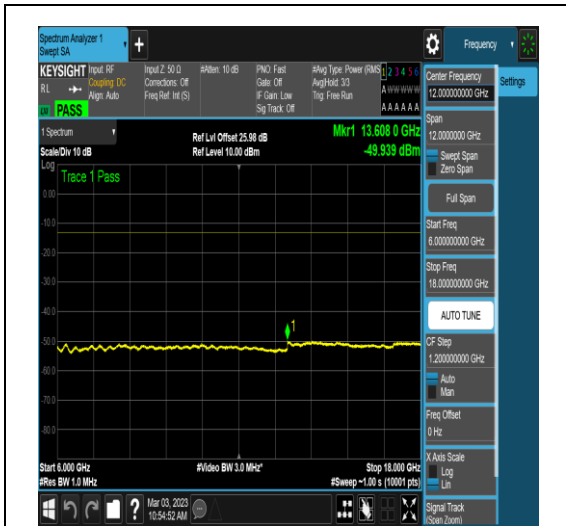 Spectrum Analyzer 1
Swept SA
+
Frequency
KEYSIGHT
RL
PASS
Input: RF
Coupling: DC
Align: Auto
Input Z: 50 Ω
Corrections: Off
Freq Ref: Int (S)
#Atten: 10 dB
PNO: Fast
Gate: Off
IF Gain: Low
Sig Track: Off
#Avg Type: Power (RMS
Avg|Hold: 3/3
Trig: Free Run
1 2 3 4 5 6
A W W W W W
A A A A A A
1 Spectrum
Scale/Div 10 dB
Ref Lvl Offset 25.98 dB
Ref Level 10.00 dBm
Mkr1 13.608 0 GHz
-49.939 dBm
Log
Trace 1 Pass
0.00
-10.0
-20.0
-30.0
-40.0
-50.0
-60.0
-70.0
-80.0
1
Start 6.000 GHz
#Res BW 1.0 MHz
#Video BW 3.0 MHz*
Stop 18.000 GHz
#Sweep ~1.00 s (10001 pts)
Center Frequency
12.000000000 GHz
Settings
Span
12.0000000 GHz
Swept Span
Zero Span
Full Span
Start Freq
6.000000000 GHz
Stop Freq
18.000000000 GHz
AUTO TUNE
CF Step
1.200000000 GHz
Auto
Man
Freq Offset
0 Hz
X Axis Scale
Log
Lin
Signal Track
(Span Zoom)
?
Mar 03, 2023
10:54:52 AM